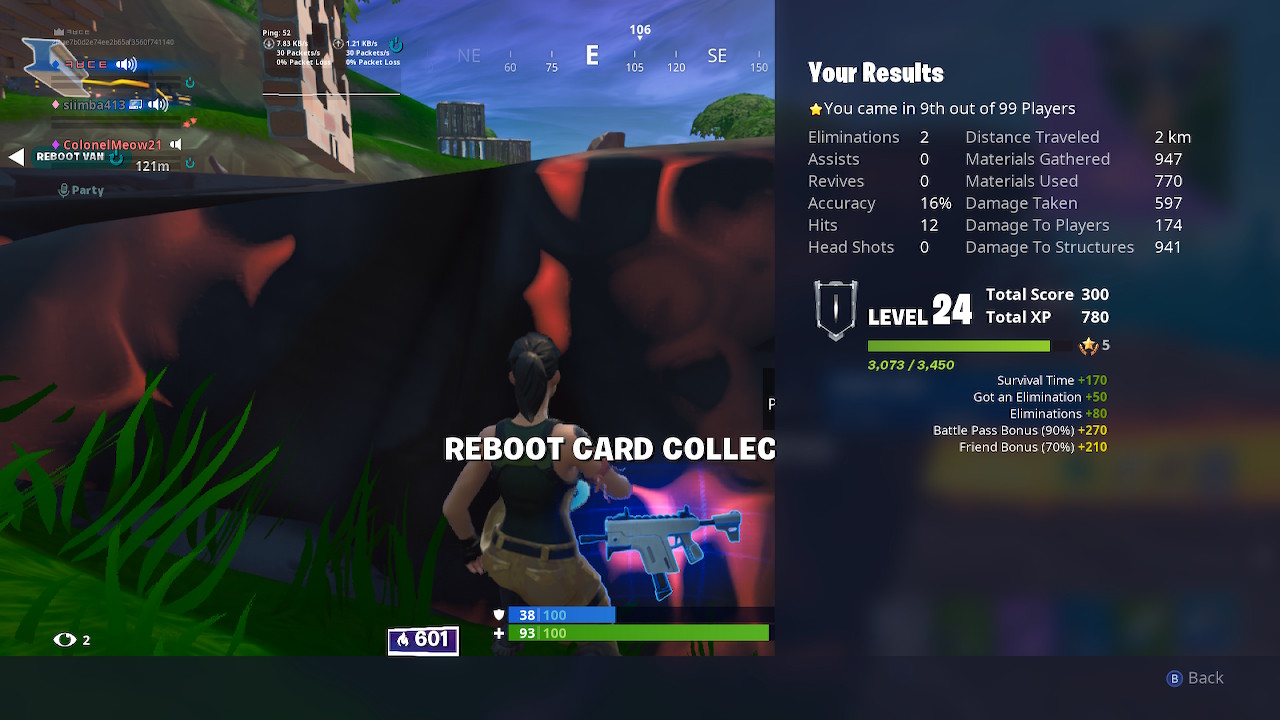 Ping: 52
7.83 KB/s 1.21 KB/s
30 Packets/s 30 Packets/s
0% Packet Loss 0% Packet Loss
106
NE 60 75 E 105 120 SE 150
siimba413
ColonelMeow21
REBOOT VAN
121m
Party
REBOOT CARD COLLEC
38 100
93 100
601
2
Your Results
You came in 9th out of 99 Players
Eliminations 2 Distance Traveled 2 km
Assists 0 Materials Gathered 947
Revives 0 Materials Used 770
Accuracy 16% Damage Taken 597
Hits 12 Damage To Players 174
Head Shots 0 Damage To Structures 941
LEVEL 24
Total Score 300
Total XP 780
5
3,073 / 3,450
Survival Time +170
Got an Elimination +50
Eliminations +80
Battle Pass Bonus (90%) +270
Friend Bonus (70%) +210
B Back